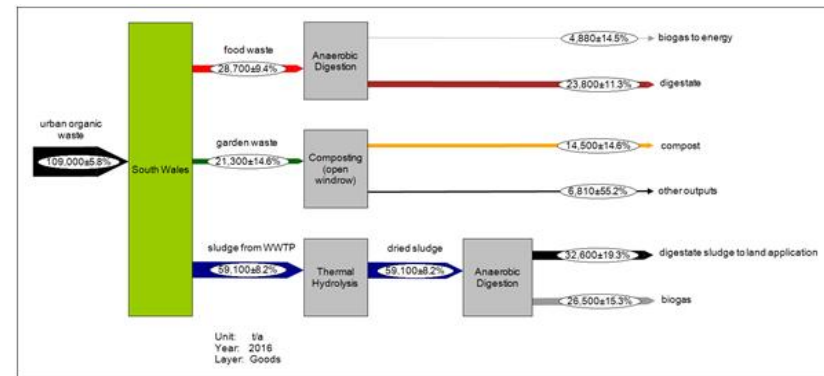 urban organic
waste
109,000±5.8%
South Wales
food waste
28,700±9.4%
Anaerobic
Digestion
4,880±14.5%
biogas to energy
23,800±11.3%
digestate
garden waste
21,300±14.6%
Composting
(open
windrow)
14,500±14.6%
compost
6,810±55.2%
other outputs
sludge from WWTP
59,100±8.2%
Thermal
Hydrolysis
dried sludge
59,100±8.2%
Anaerobic
Digestion
32,600±19.3%
digestate sludge to land application
26,500±15.3%
biogas
Unit: t/a
Year: 2016
Layer: Goods